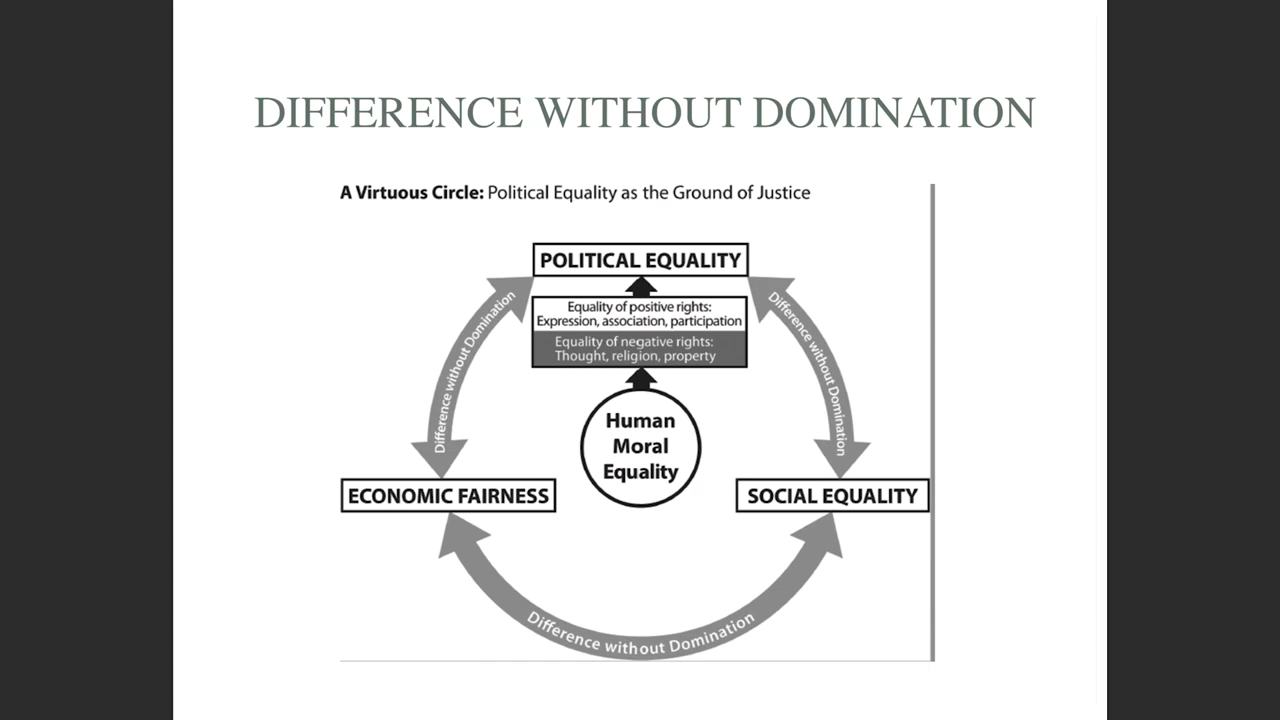 DIFFERENCE WITHOUT DOMINATION
A Virtuous Circle: Political Equality as the Ground of Justice
POLITICAL EQUALITY
Equality of positive rights:
Expression, association, participation
Equality of negative rights:
Thought, religion, property
Difference without Domination
Difference without Domination
Human
Moral
Equality
ECONOMIC FAIRNESS
SOCIAL EQUALITY
Difference without Domination